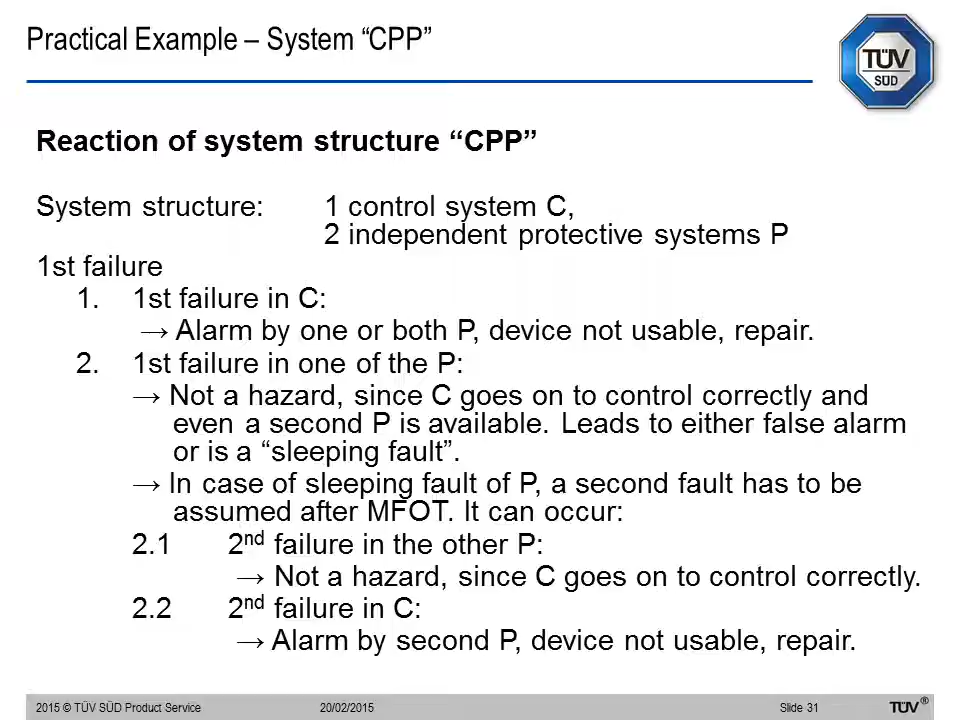 Practical Example – System “CPP”
TÜV
SÜD
Reaction of system structure “CPP”
System structure: 1 control system C,
2 independent protective systems P
1st failure
1. 1st failure in C:
→ Alarm by one or both P, device not usable, repair.
2. 1st failure in one of the P:
→ Not a hazard, since C goes on to control correctly and
even a second P is available. Leads to either false alarm
or is a “sleeping fault”.
→ In case of sleeping fault of P, a second fault has to be
assumed after MFOT. It can occur:
2.1 2nd failure in the other P:
→ Not a hazard, since C goes on to control correctly.
2.2 2nd failure in C:
→ Alarm by second P, device not usable, repair.
2015 © TÜV SÜD Product Service 20/02/2015 Slide 31 TÜV®